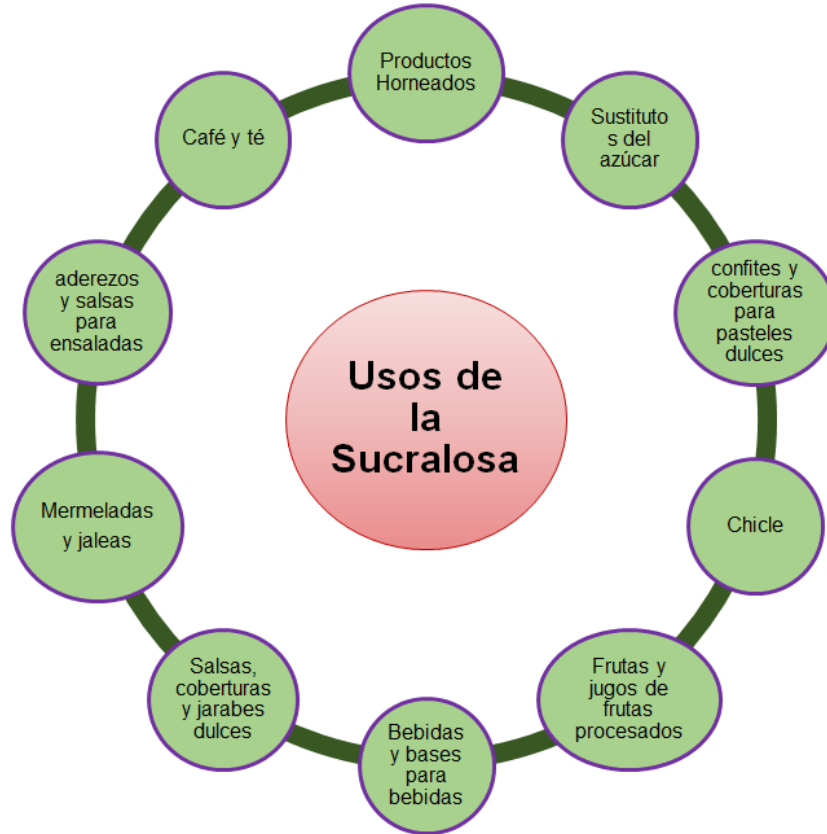 Productos
Horneados
Sustituto
s del
azúcar
confites y
coberturas
para
pasteles
dulces
Chicle
Frutas y
jugos de
frutas
procesados
Bebidas
y bases
para
bebidas
Salsas,
coberturas
y jarabes
dulces
Mermeladas
y jaleas
aderezos
y salsas
para
ensaladas
Café y té
Usos de
la
Sucralosa